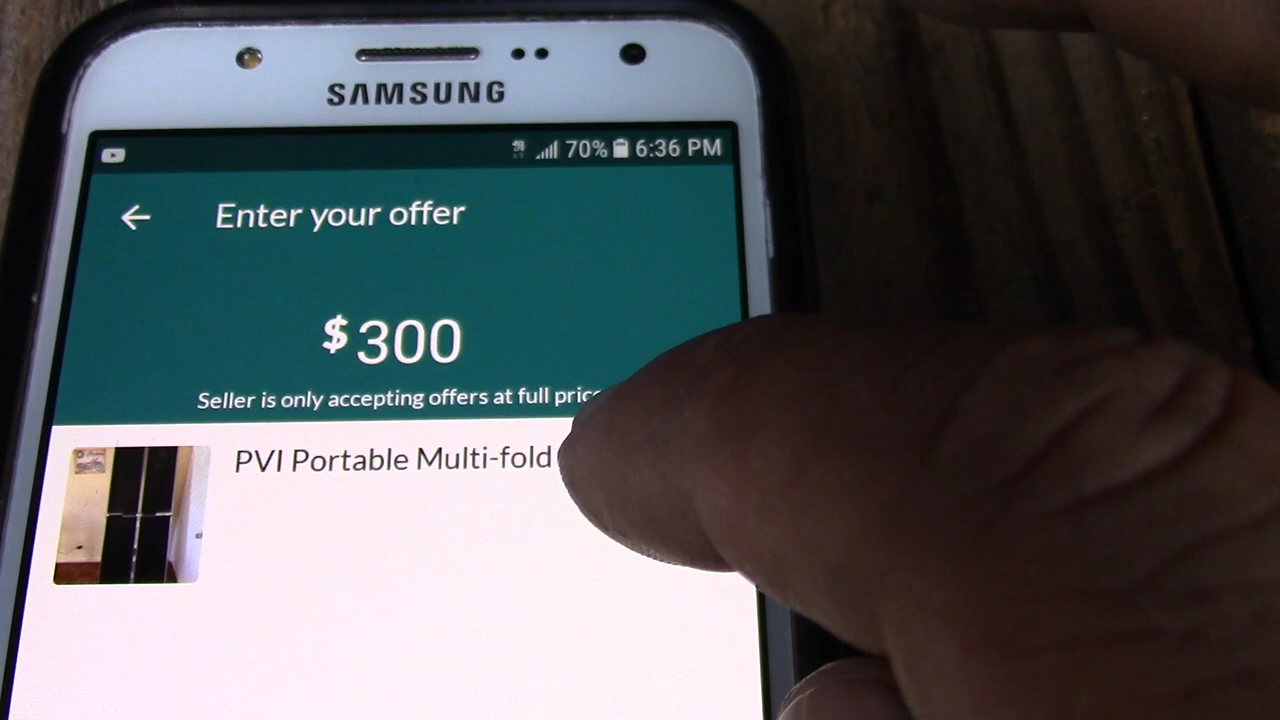 SAMSUNG
70% 6:36 PM
Enter your offer
$300
Seller is only accepting offers at full price
PVI Portable Multi-fold